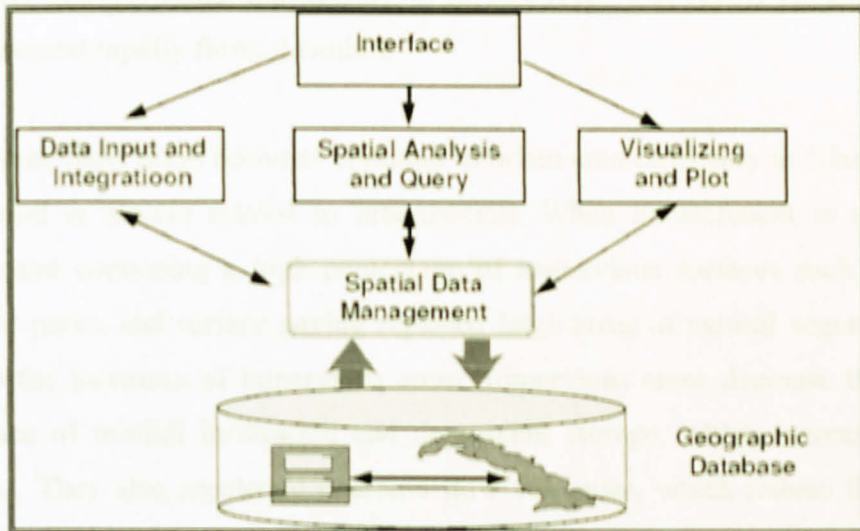 Interface
Data Input and
Integratioon
Spatial Analysis
and Query
Visualizing
and Plot
Spatial Data
Management
Geographic
Database